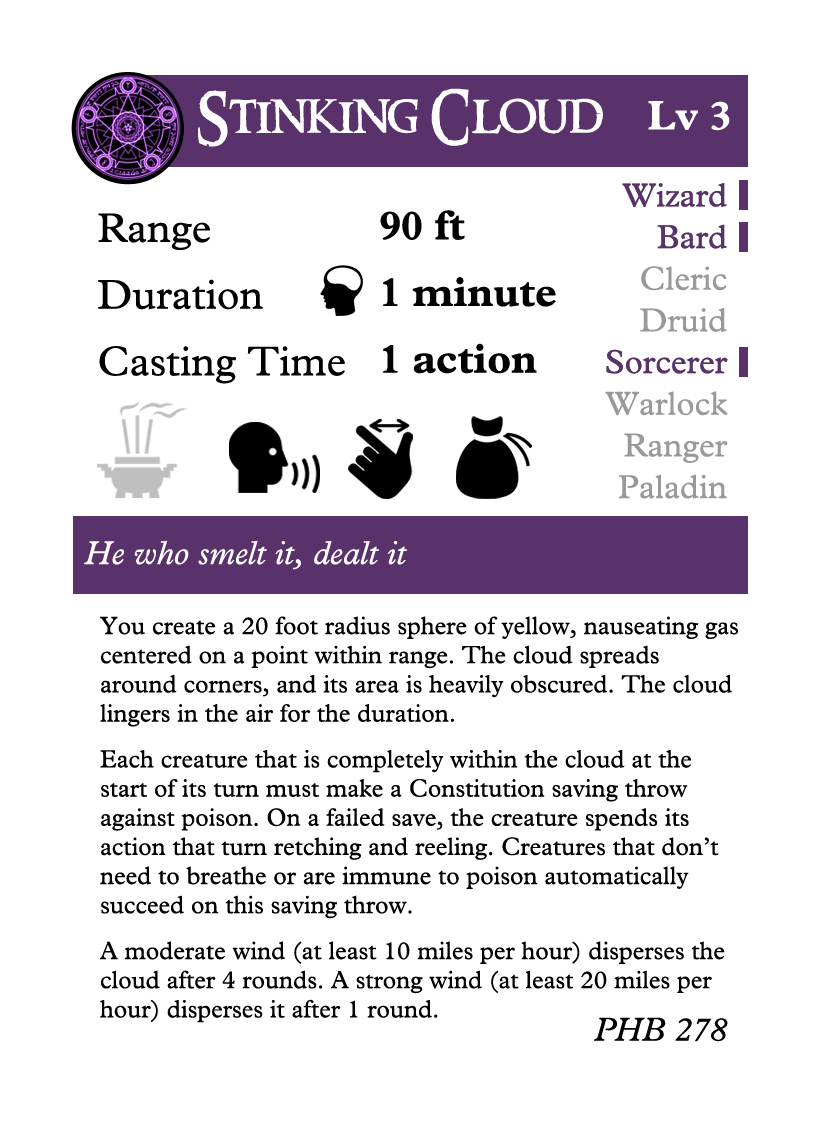 STINKING CLOUD Lv 3
Range 90 ft
Duration 1 minute
Casting Time 1 action
Wizard
Bard
Cleric
Druid
Sorcerer
Warlock
Ranger
Paladin
He who smelt it, dealt it
You create a 20 foot radius sphere of yellow, nauseating gas
centered on a point within range. The cloud spreads
around corners, and its area is heavily obscured. The cloud
lingers in the air for the duration.
Each creature that is completely within the cloud at the
start of its turn must make a Constitution saving throw
against poison. On a failed save, the creature spends its
action that turn retching and reeling. Creatures that don’t
need to breathe or are immune to poison automatically
succeed on this saving throw.
A moderate wind (at least 10 miles per hour) disperses the
cloud after 4 rounds. A strong wind (at least 20 miles per
hour) disperses it after 1 round.
PHB 278